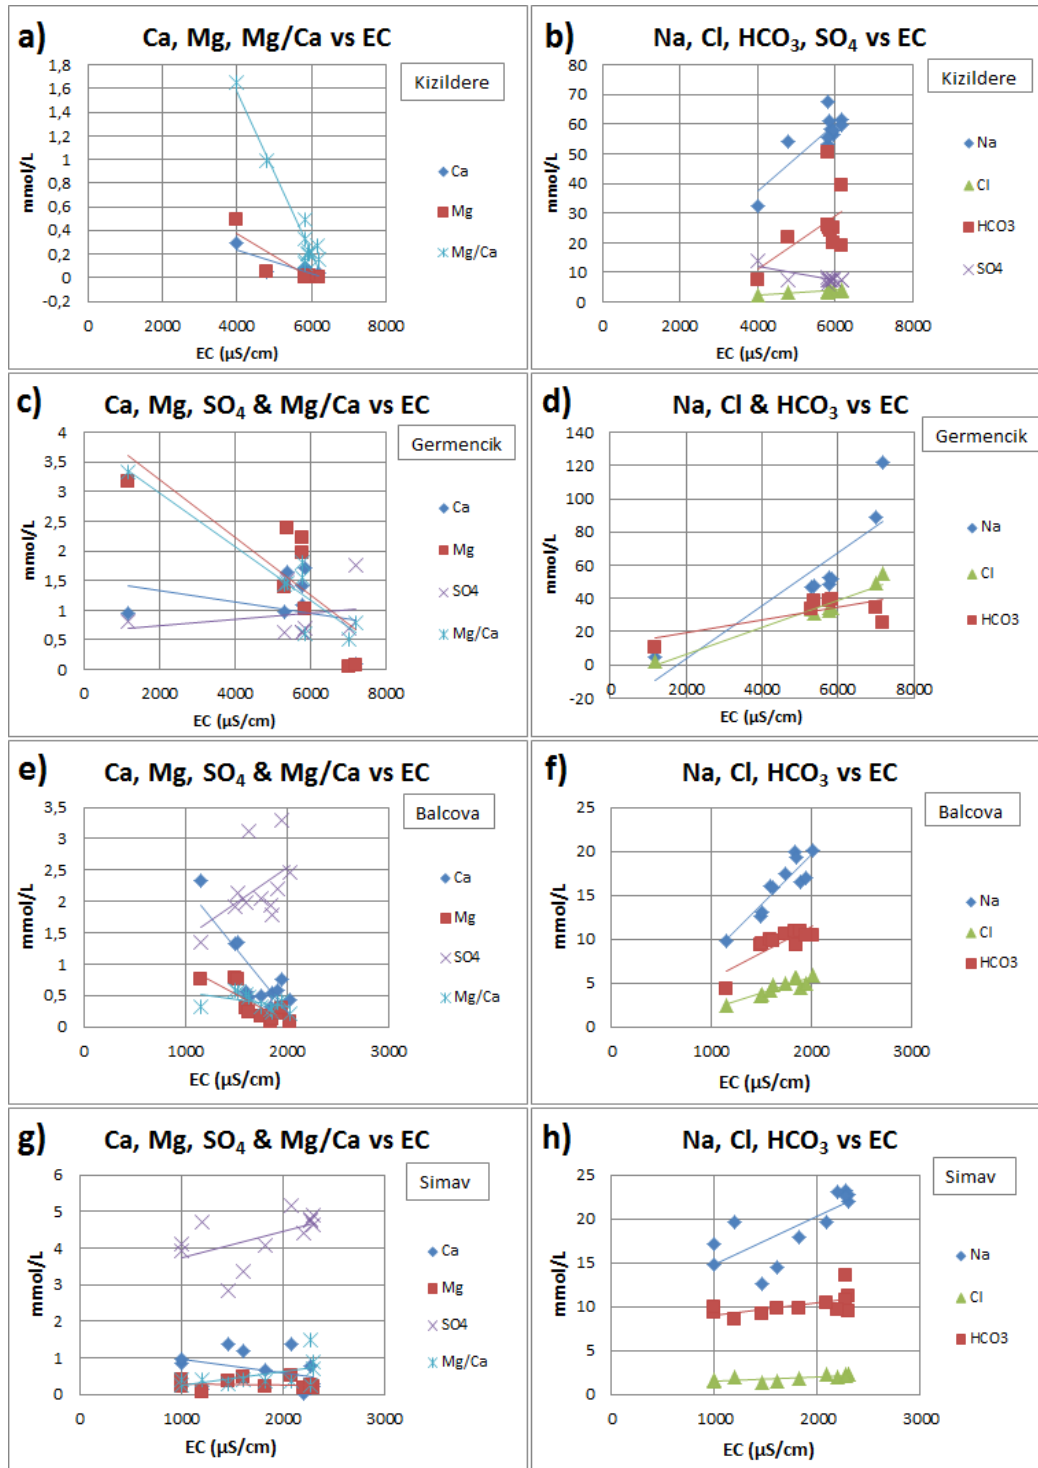 a) Ca, Mg, Mg/Ca vs EC
Kizildere
mmol/L
1,8
1,6
1,4
1,2
1
0,8
0,6
0,4
0,2
0
-0,2
0 2000 4000 6000 8000
EC (µS/cm)
Ca
Mg
Mg/Ca
b) Na, Cl, HCO3, SO4 vs EC
Kizildere
mmol/L
80
70
60
50
40
30
20
10
0
0 2000 4000 6000 8000
EC (µS/cm)
Na
Cl
HCO3
SO4
c) Ca, Mg, SO4 & Mg/Ca vs EC
Germencik
mmol/L
4
3,5
3
2,5
2
1,5
1
0,5
0
0 2000 4000 6000 8000
EC (µS/cm)
Ca
Mg
SO4
Mg/Ca
d) Na, Cl & HCO3 vs EC
Germencik
mmol/L
140
120
100
80
60
40
20
0
-20
0 2000 4000 6000 8000
EC (µS/cm)
Na
Cl
HCO3
e) Ca, Mg, SO4 & Mg/Ca vs EC
Balcova
mmol/L
3,5
3
2,5
2
1,5
1
0,5
0
0 1000 2000 3000
EC (µS/cm)
Ca
Mg
SO4
Mg/Ca
f) Na, Cl, HCO3 vs EC
Balcova
mmol/L
25
20
15
10
5
0
0 1000 2000 3000
EC (µS/cm)
Na
Cl
HCO3
g) Ca, Mg, SO4 & Mg/Ca vs EC
Simav
mmol/L
6
5
4
3
2
1
0
0 1000 2000 3000
EC (µS/cm)
Ca
Mg
SO4
Mg/Ca
h) Na, Cl, HCO3 vs EC
Simav
mmol/L
25
20
15
10
5
0
0 1000 2000 3000
EC (µS/cm)
Na
Cl
HCO3